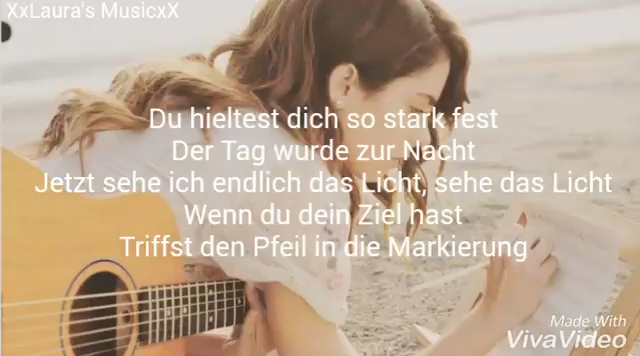 XxLaura's MusicxX
Du hieltest dich so stark fest
Der Tag wurde zur Nacht
Jetzt sehe ich endlich das Licht, sehe das Licht
Wenn du dein Ziel hast
Triffst den Pfeil in die Markierung
Made With
VivaVideo